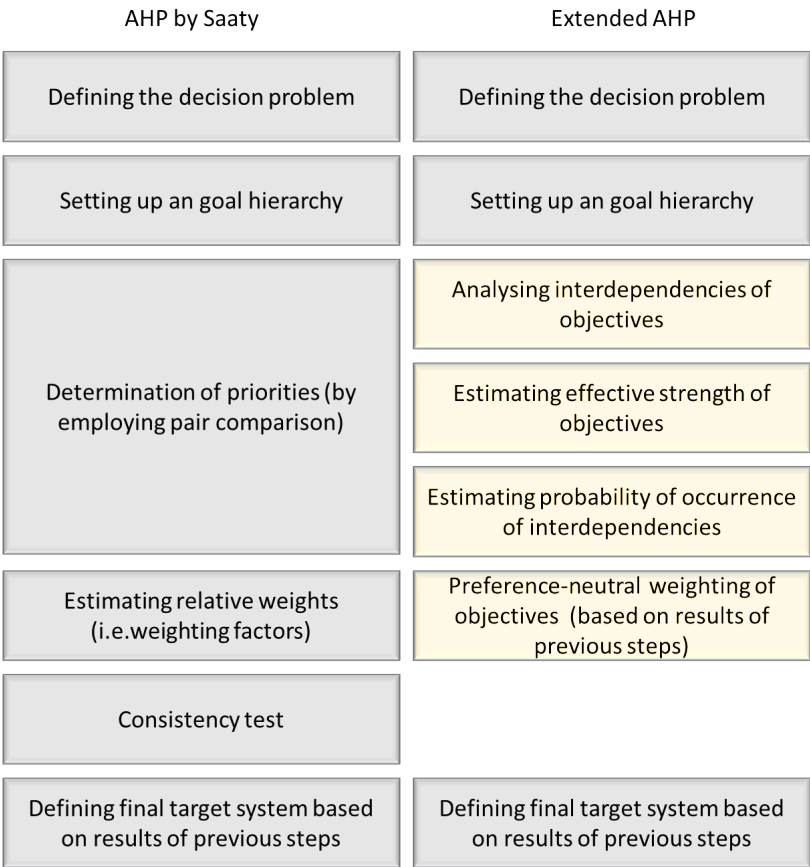 AHP by Saaty
Extended AHP
Defining the decision problem
Defining the decision problem
Setting up an goal hierarchy
Setting up an goal hierarchy
Determination of priorities (by
employing pair comparison)
Analysing interdependencies of
objectives
Estimating effective strength of
objectives
Estimating probability of occurrence
of interdependencies
Estimating relative weights
(i.e.weighting factors)
Preference-neutral weighting of
objectives (based on results of
previous steps)
Consistency test
Defining final target system based
on results of previous steps
Defining final target system based
on results of previous steps